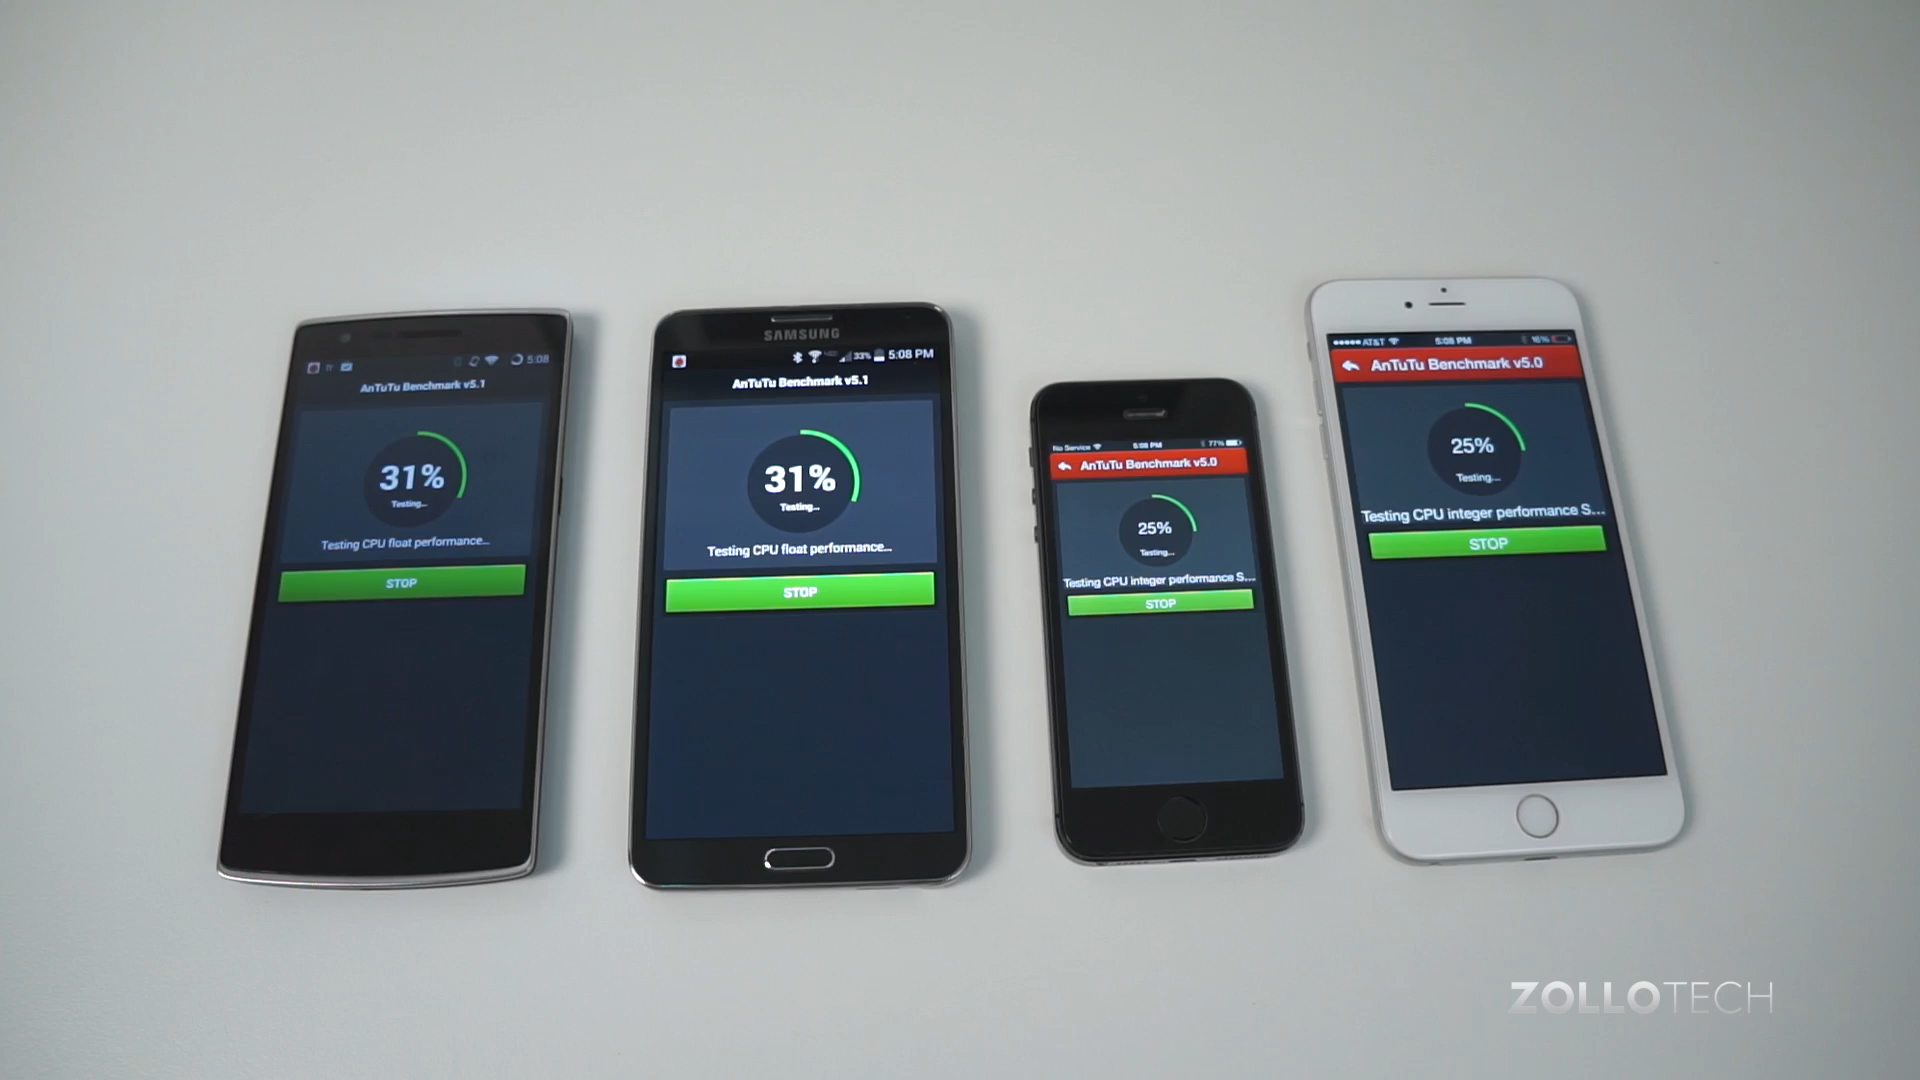 5:08
AnTuTu Benchmark v5.1
31%
Testing...
Testing CPU float performance...
STOP
SAMSUNG
33% 5:08 PM
AnTuTu Benchmark v5.1
31%
Testing...
Testing CPU float performance...
STOP
No Service 5:08 PM 77%
AnTuTu Benchmark v5.0
25%
Testing...
Testing CPU integer performance S...
STOP
AT&T 5:08 PM 16%
AnTuTu Benchmark v5.0
25%
Testing...
Testing CPU integer performance S...
STOP
ZOLLOTECH